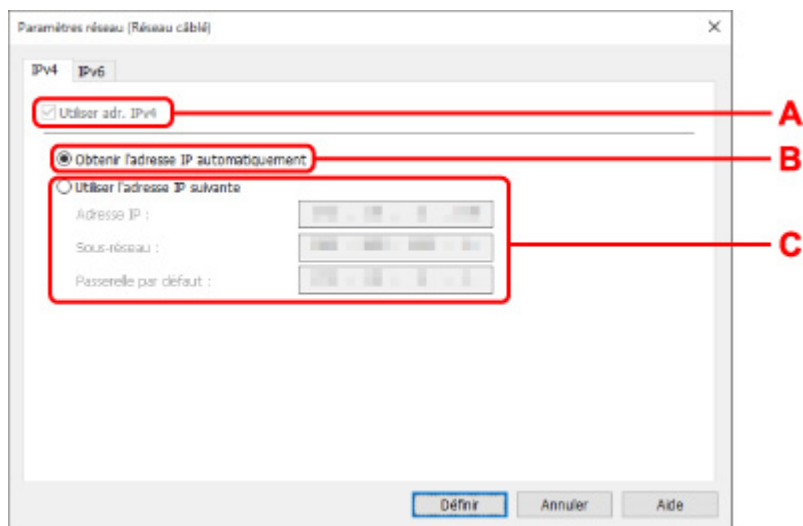 Paramètres réseau (Réseau câblé)
IPv4 IPv6
Utiliser adr. IPv4
A
Obtenir l'adresse IP automatiquement
B
Utiliser l'adresse IP suivante
Adresse IP :
Sous-réseau :
C
Passerelle par défaut :
Définir Annuler Aide